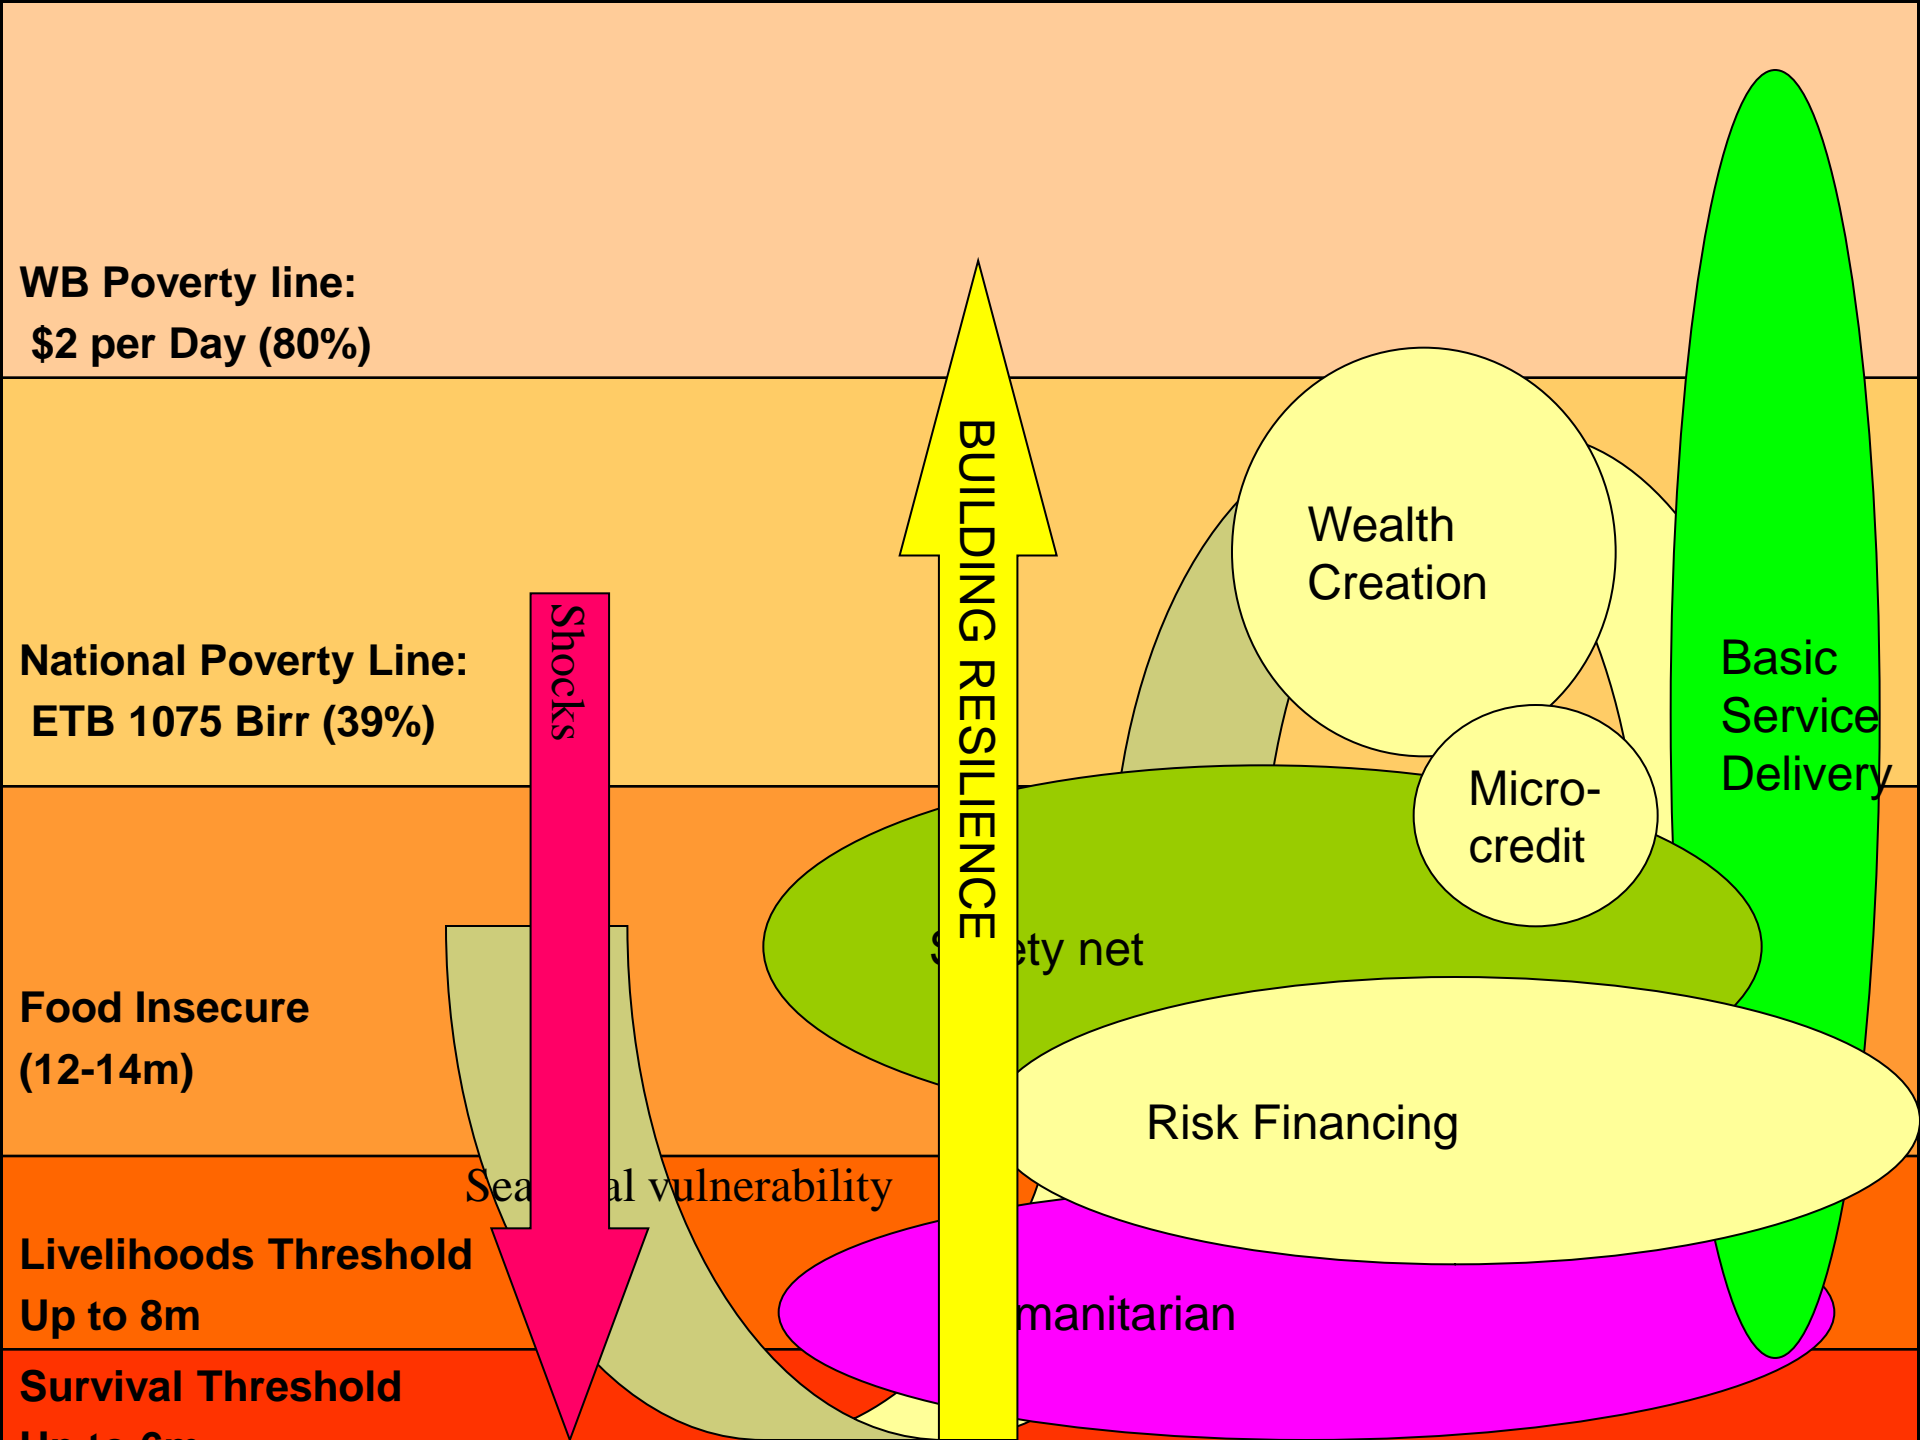 WB Poverty line:
$2 per Day (80%)
National Poverty Line:
ETB 1075 Birr (39%)
Food Insecure
(12-14m)
Livelihoods Threshold
Up to 8m
Survival Threshold
Shocks
vulnerability
BUILDING RESILIENCE
Wealth
Creation
Micro-
credit
Basic
Service
Delivery
net
Risk Financing